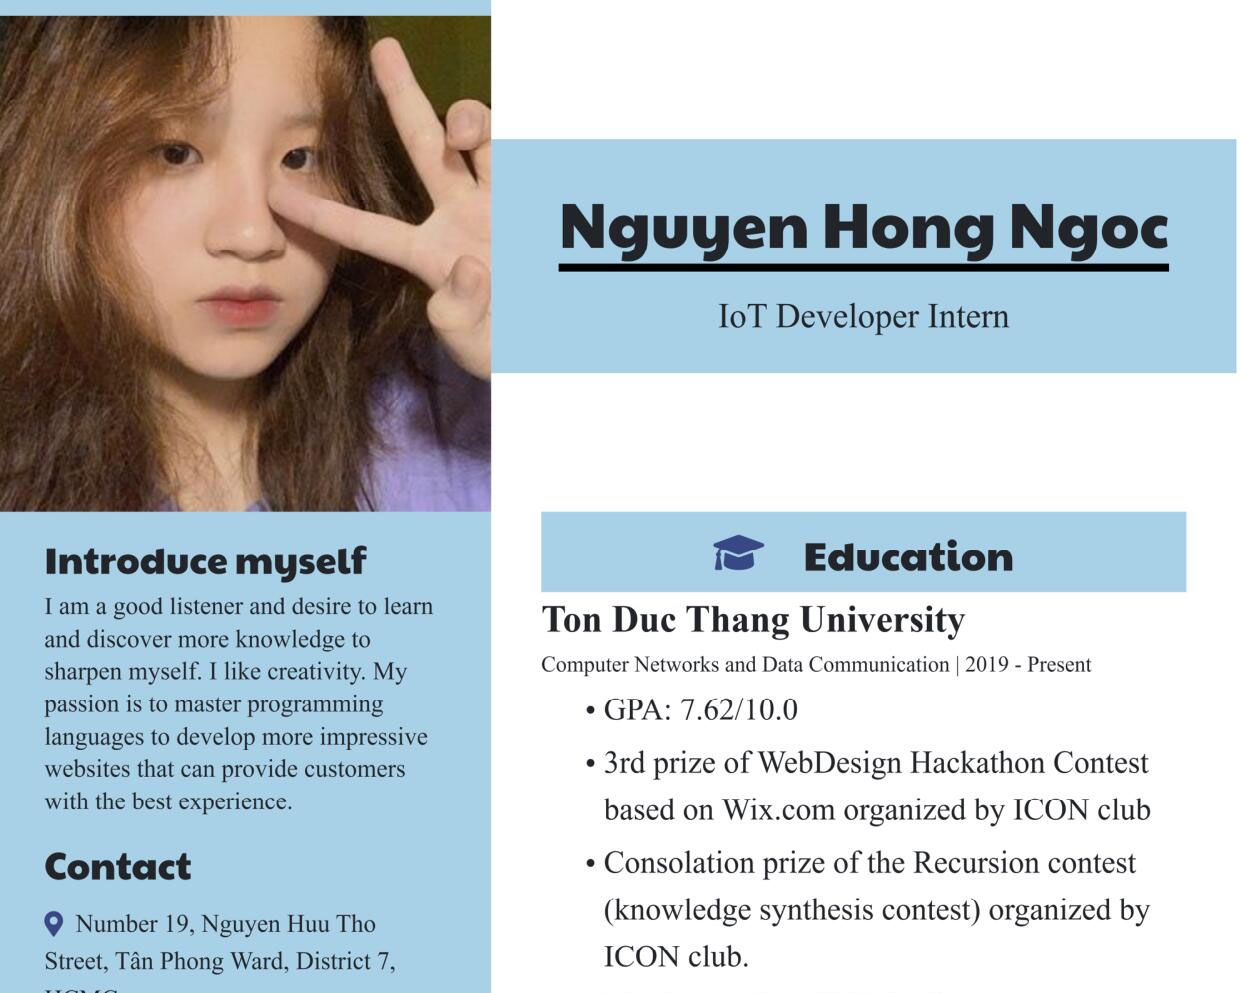 Nguyen Hong Ngoc
IoT Developer Intern
Introduce myself
I am a good listener and desire to learn
and discover more knowledge to
sharpen myself. I like creativity. My
passion is to master programming
languages to develop more impressive
websites that can provide customers
with the best experience.
Contact
Number 19, Nguyen Huu Tho
Street, Tân Phong Ward, District 7,
Education
Ton Duc Thang University
Computer Networks and Data Communication | 2019 - Present
• GPA: 7.62/10.0
• 3rd prize of WebDesign Hackathon Contest
based on Wix.com organized by ICON club
• Consolation prize of the Recursion contest
(knowledge synthesis contest) organized by
ICON club.